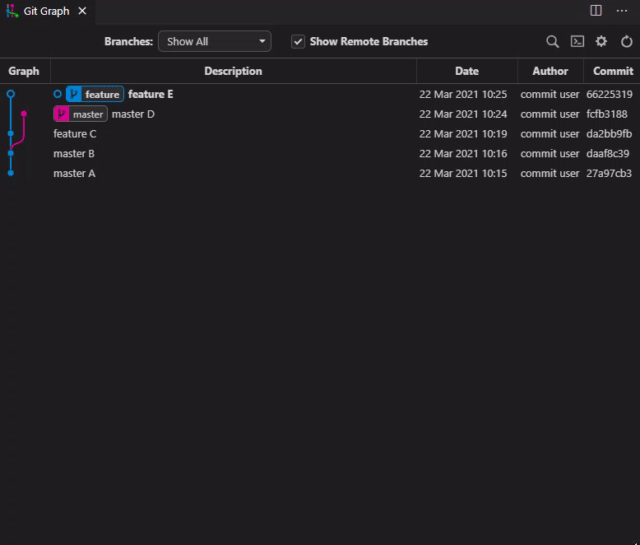 Git Graph
Branches: Show All Show Remote Branches
Graph Description Date Author Commit
feature feature E 22 Mar 2021 10:25 commit user 66225319
master master D 22 Mar 2021 10:24 commit user fcfb3188
feature C 22 Mar 2021 10:19 commit user da2bb9fb
master B 22 Mar 2021 10:16 commit user daaf8c39
master A 22 Mar 2021 10:15 commit user 27a97cb3